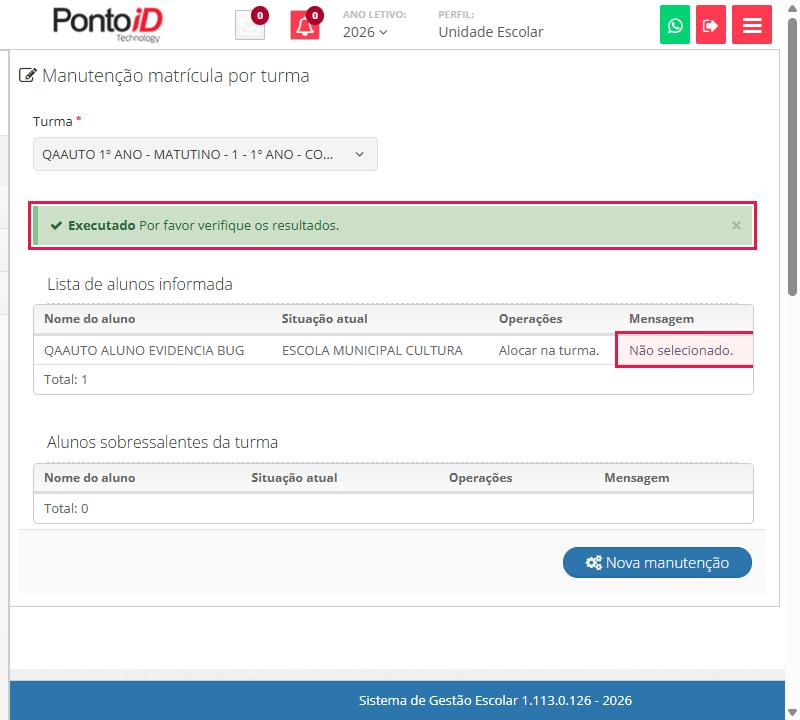 PontoiD
Technology
0
0
ANO LETIVO:
2026
PERFIL:
Unidade Escolar
Manutenção matrícula por turma
Turma *
QAAUTO 1º ANO - MATUTINO - 1 - 1º ANO - CO...
Executado Por favor verifique os resultados.
×
Lista de alunos informada
Nome do aluno Situação atual Operações Mensagem
QAAUTO ALUNO EVIDENCIA BUG ESCOLA MUNICIPAL CULTURA Alocar na turma. Não selecionado.
Total: 1
Alunos sobressalentes da turma
Nome do aluno Situação atual Operações Mensagem
Total: 0
Nova manutenção
Sistema de Gestão Escolar 1.113.0.126 - 2026